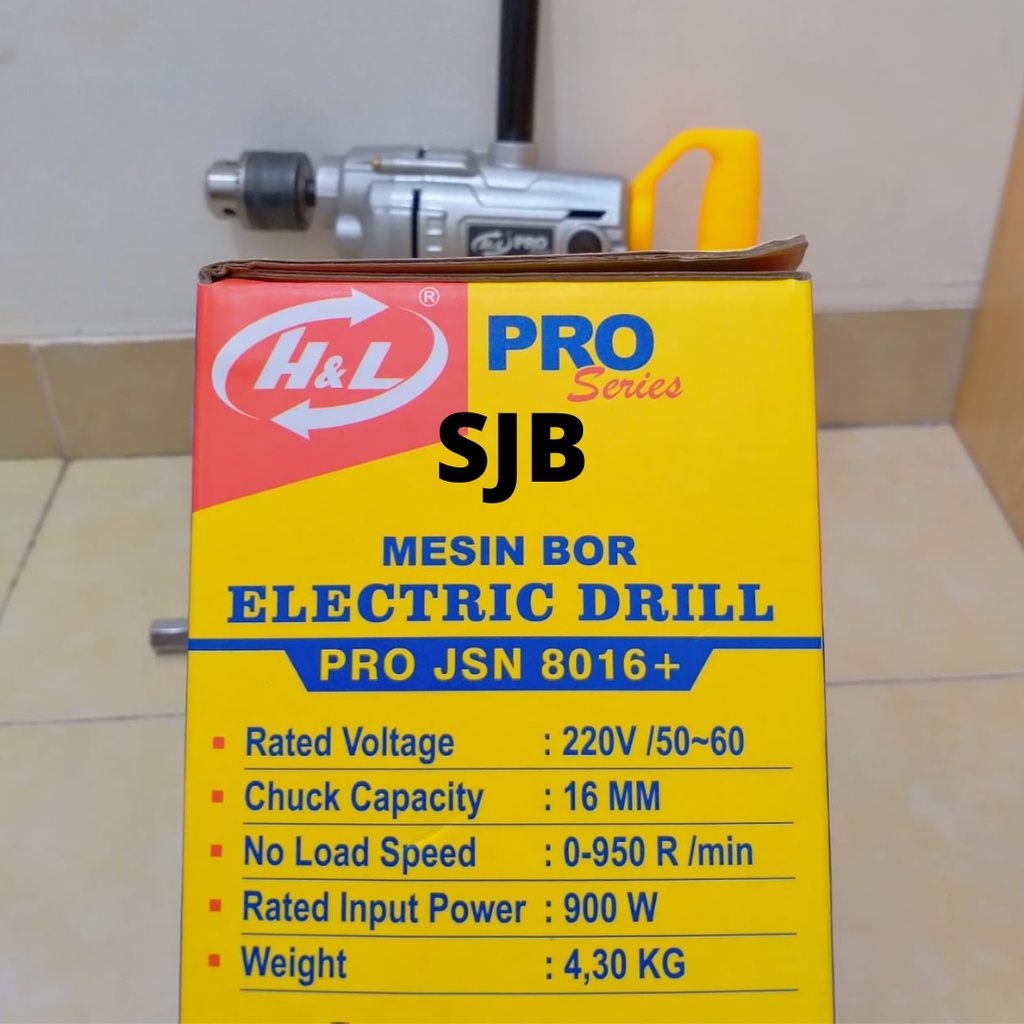 H&L PRO
H&L ®
PRO
Series
SJB
MESIN BOR
ELECTRIC DRILL
PRO JSN 8016+
Rated Voltage : 220V /50~60
Chuck Capacity : 16 MM
No Load Speed : 0-950 R /min
Rated Input Power : 900 W
Weight : 4,30 KG